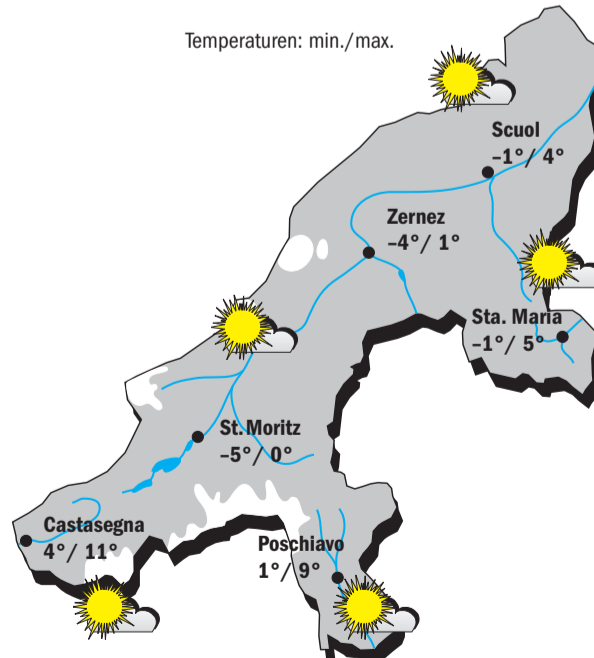 Temperaturen: min./max.
Scuol
–1°/ 4°
Zernez
–4°/ 1°
Sta. Maria
–1°/ 5°
St. Moritz
–5°/ 0°
Castasegna
4°/ 11°
Poschiavo
1°/ 9°